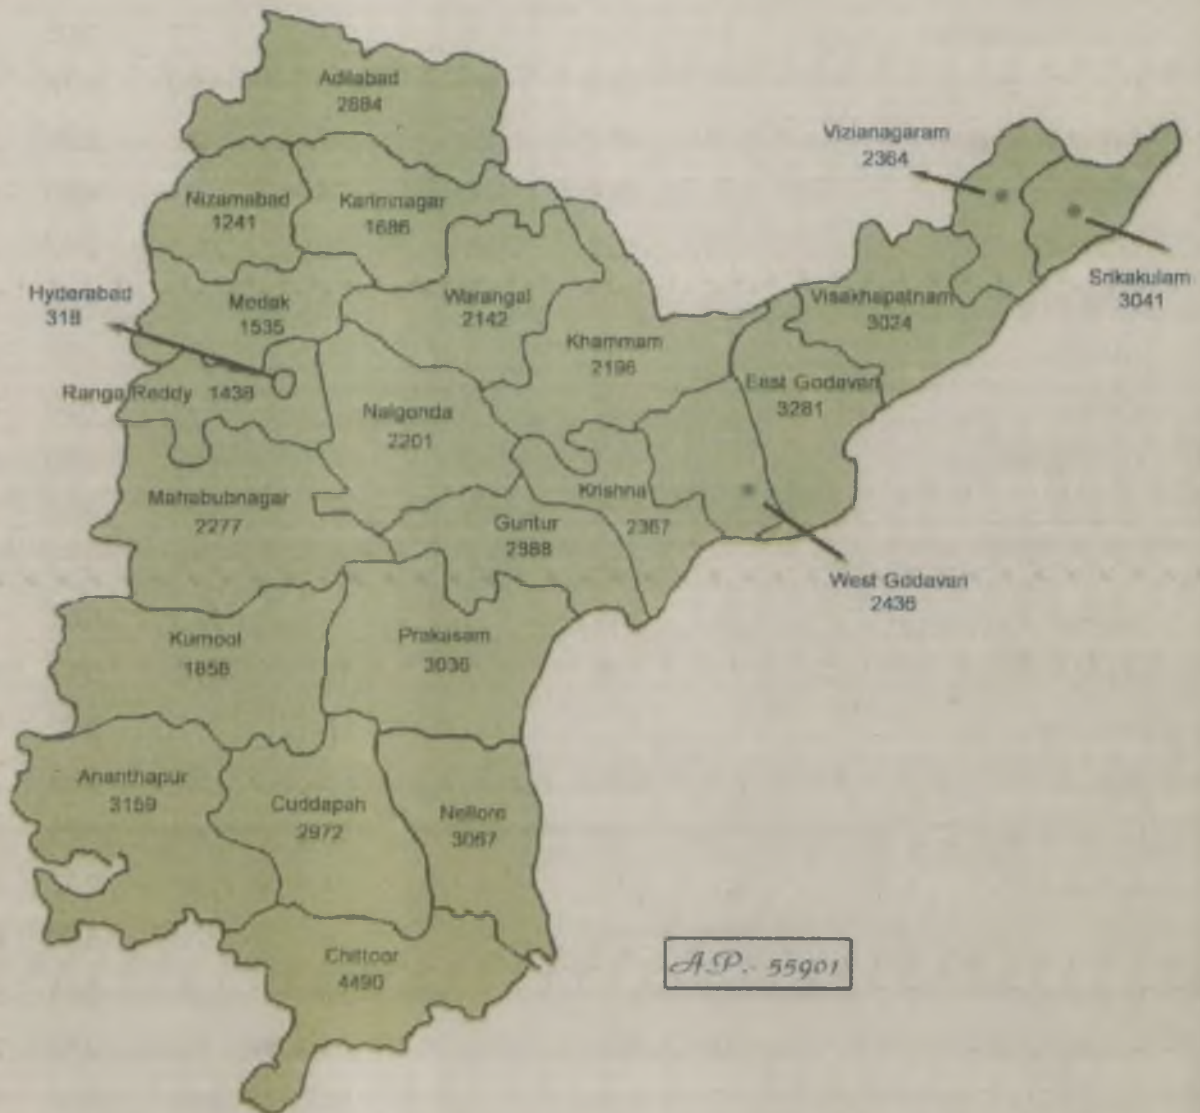 Adilabad
2884
Vizianagaram
2364
Nizamabad
1241
Karimnagar
1686
Srikakulam
3041
Hyderabad
318
Medak
1535
Warangal
2142
Visakhapatnam
3024
Khammam
2196
Ranga Reddy 1438
East Godavari
3281
Nalgonda
2201
Mahabubnagar
2277
Krishna
2367
Guntur
2988
West Godavari
2436
Kurnool
1858
Prakasam
3036
Ananthapur
3159
Cuddapah
2972
Nellore
3067
Chittoor
4490
A.P.- 55901